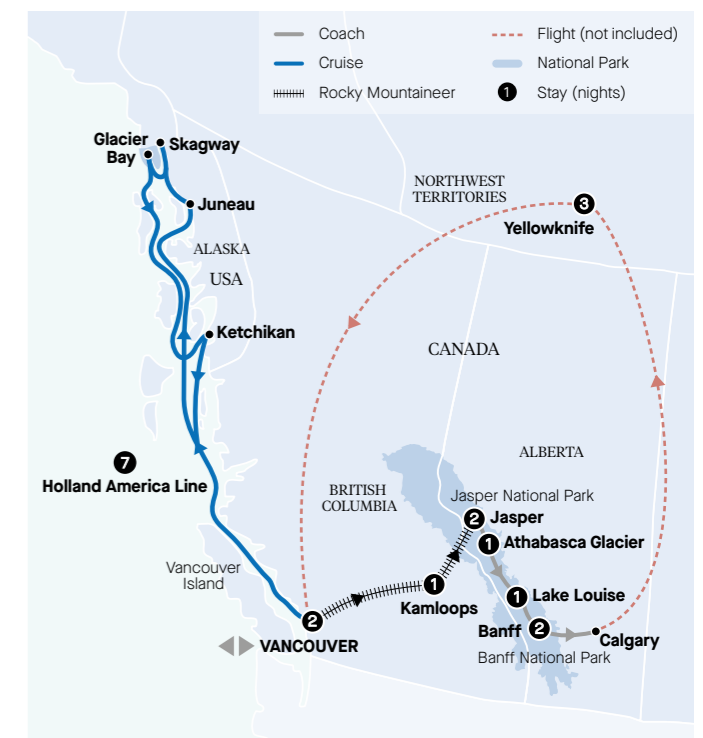 Coach
Cruise
Rocky Mountaineer
Flight (not included)
National Park
1 Stay (nights)
Glacier
Bay
Skagway
Juneau
ALASKA
USA
Ketchikan
NORTHWEST
TERRITORIES
3
Yellowknife
CANADA
ALBERTA
BRITISH
COLUMBIA
7
Holland America Line
Jasper National Park
2 Jasper
1 Athabasca Glacier
Vancouver
Island
1
Kamloops
1 Lake Louise
2
VANCOUVER
Banff 2
Calgary
Banff National Park